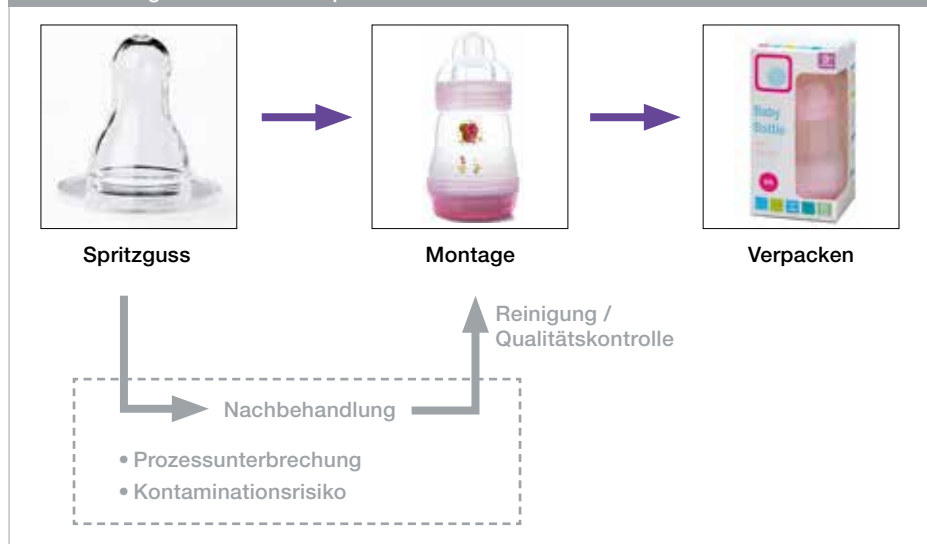 Spritzguss
Montage
Verpacken
Baby
Bottle
Reinigung /
Qualitätskontrolle
Nachbehandlung
• Prozessunterbrechung
• Kontaminationsrisiko